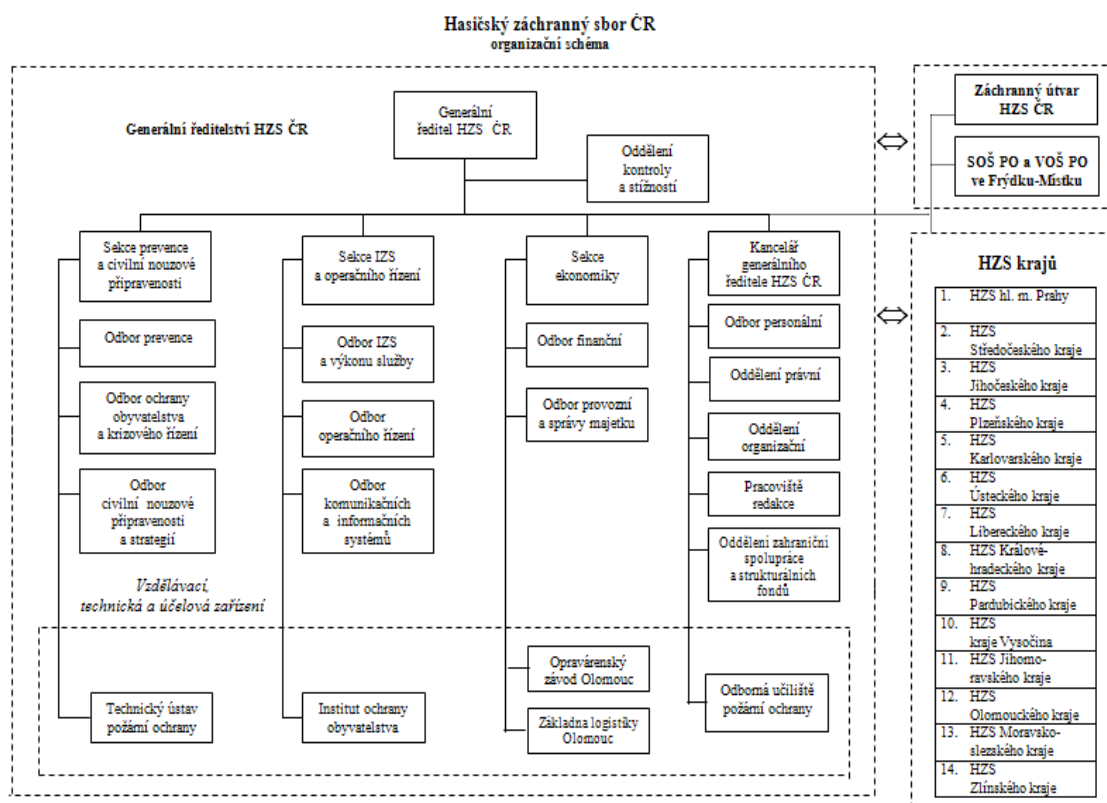 Hasičský záchranný sbor ČR
organizační schéma
Generální ředitelství HZS ČR
Generální
ředitel HZS ČR
Oddělení
kontroly
a stížností
Záchranný útvar
HZS ČR
SOŠ PO a VOŠ PO
ve Frýdku-Místku
Sekce prevence
a civilní nouzové
připravenosti
Odbor prevence
Odbor ochrany
obyvatelstva
a krizového řízení
Odbor
civilní nouzové
připravenosti
a strategií
Sekce IZS
a operačního řízení
Odbor IZS
a výkonu služby
Odbor
operačního řízení
Odbor
komunikačních
a informačních
systémů
Sekce
ekonomiky
Odbor finanční
Odbor provozní
a správy majetku
Kancelář
generálního
ředitele HZS ČR
Odbor personální
Oddělení právní
Oddělení
organizační
Pracoviště
redakce
Oddělení zahraniční
spolupráce
a strukturálních
fondů
Vzdělávací,
technická a účelová zařízení
Technický ústav
požární ochrany
Institut ochrany
obyvatelstva
Opravárenský
závod Olomouc
Základna logistiky
Olomouc
Odborná učiliště
požární ochrany
HZS krajů
1. HZS hl. m. Prahy
2. HZS
Středočeského kraje
3. HZS
Jihočeského kraje
4. HZS
Plzeňského kraje
5. HZS
Karlovarského kraje
6. HZS
Ústeckého kraje
7. HZS
Libereckého kraje
8. HZS Králové-
hradeckého kraje
9. HZS
Pardubického kraje
10. HZS
kraje Vysočina
11. HZS Jihomo-
ravského kraje
12. HZS
Olomouckého kraje
13. HZS Moravsko-
slezského kraje
14. HZS
Zlínského kraje